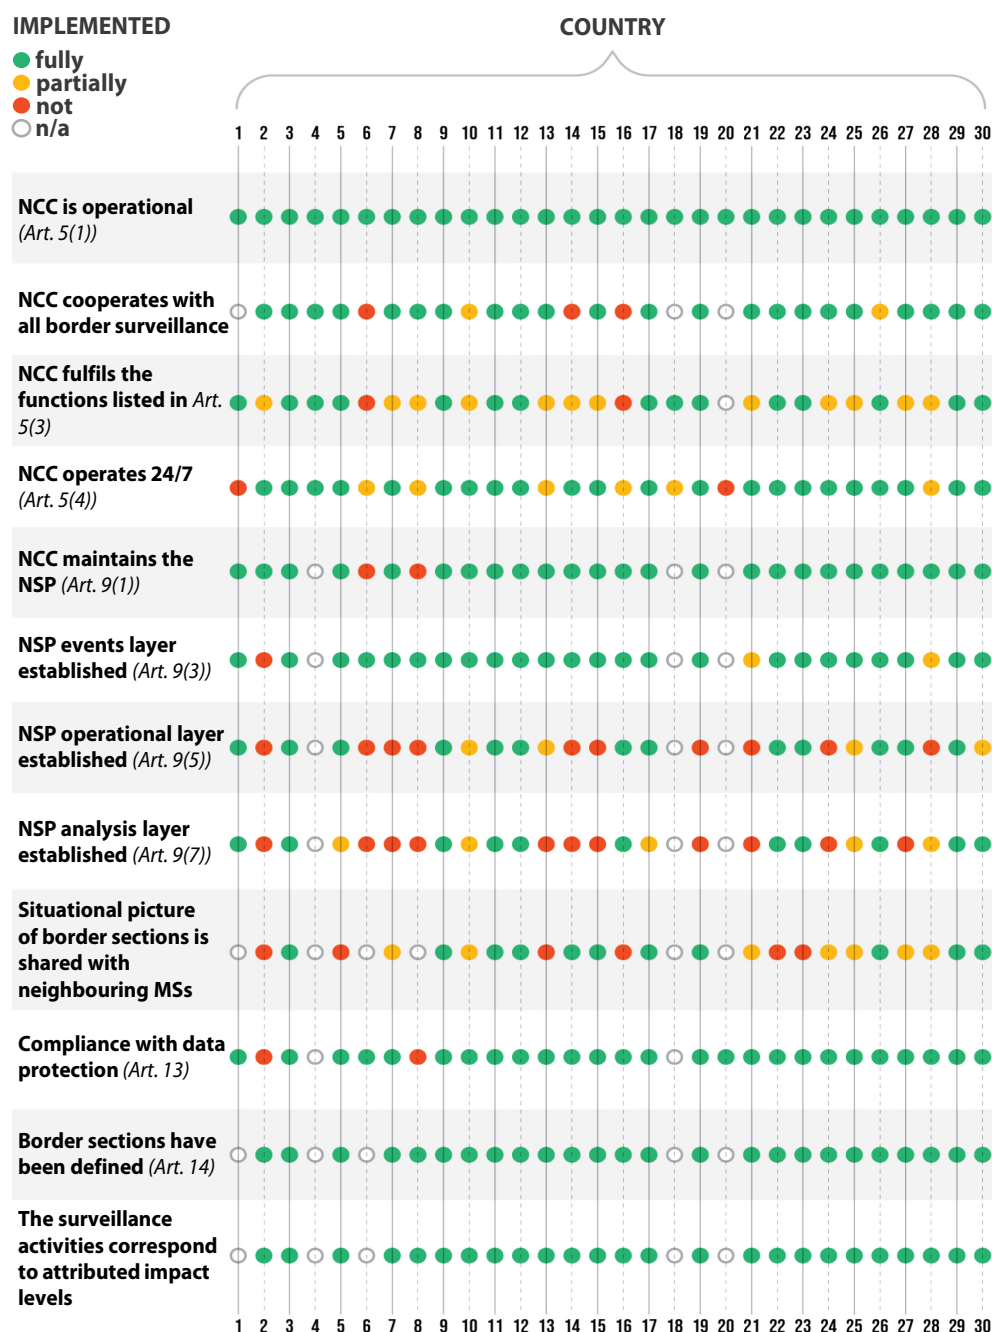 IMPLEMENTED
fully
partially
not
n/a
COUNTRY
1 2 3 4 5 6 7 8 9 10 11 12 13 14 15 16 17 18 19 20 21 22 23 24 25 26 27 28 29 30
NCC is operational
(Art. 5(1))
NCC cooperates with
all border surveillance
NCC fulfils the
functions listed in Art.
5(3)
NCC operates 24/7
(Art. 5(4))
NCC maintains the
NSP (Art. 9(1))
NSP events layer
established (Art. 9(3))
NSP operational layer
established (Art. 9(5))
NSP analysis layer
established (Art. 9(7))
Situational picture
of border sections is
shared with
neighbouring MSs
Compliance with data
protection (Art. 13)
Border sections have
been defined (Art. 14)
The surveillance
activities correspond
to attributed impact
levels
1 2 3 4 5 6 7 8 9 10 11 12 13 14 15 16 17 18 19 20 21 22 23 24 25 26 27 28 29 30